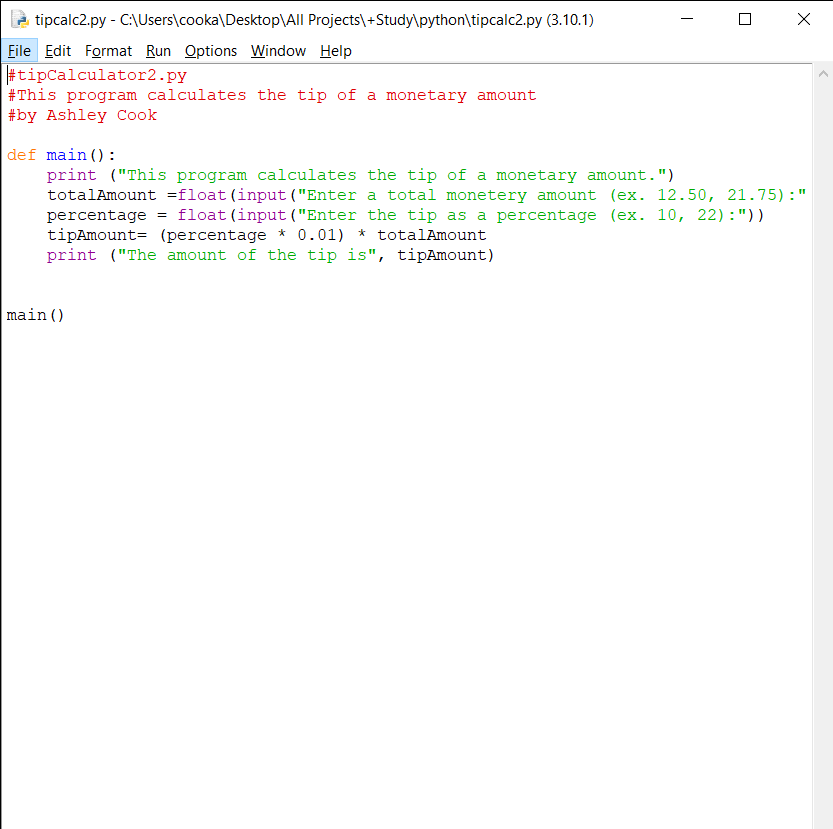 tipcalc2.py - C:\Users\cooka\Desktop\All Projects\+Study\python\tipcalc2.py (3.10.1)
File Edit Format Run Options Window Help
#tipCalculator2.py
#This program calculates the tip of a monetary amount
#by Ashley Cook
def main():
    print ("This program calculates the tip of a monetary amount.")
    totalAmount =float(input("Enter a total monetery amount (ex. 12.50, 21.75):"
    percentage = float(input("Enter the tip as a percentage (ex. 10, 22):"))
    tipAmount= (percentage * 0.01) * totalAmount
    print ("The amount of the tip is", tipAmount)
main()